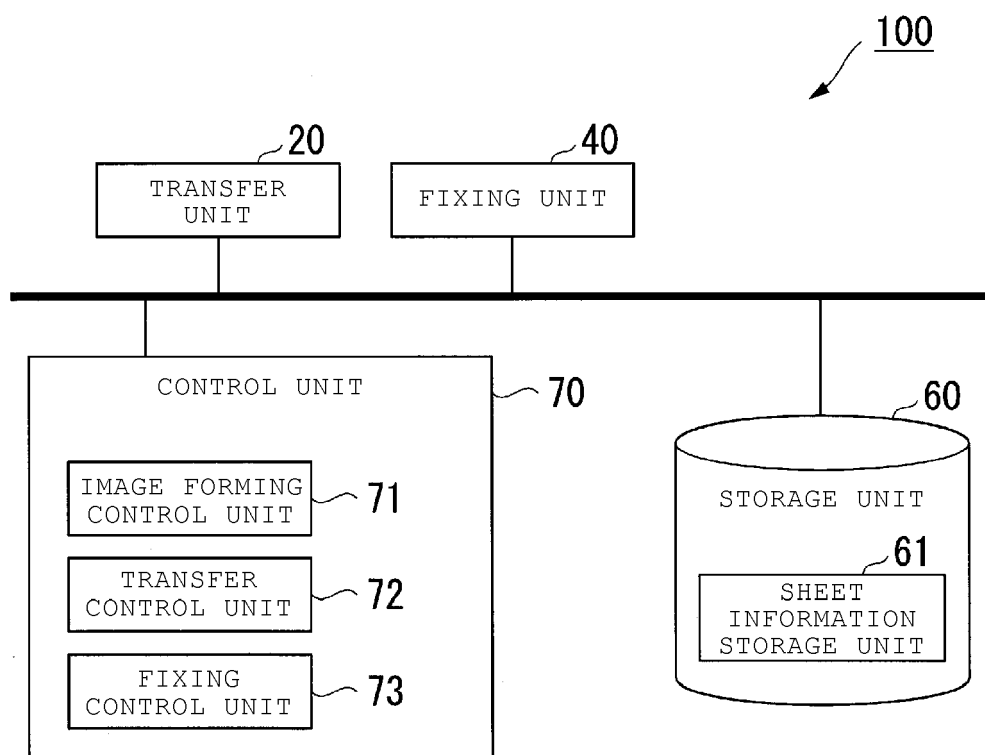 100
20
40
TRANSFER
UNIT
FIXING UNIT
CONTROL UNIT
70
IMAGE FORMING
CONTROL UNIT
71
TRANSFER
CONTROL UNIT
72
FIXING
CONTROL UNIT
73
60
STORAGE UNIT
61
SHEET
INFORMATION
STORAGE UNIT